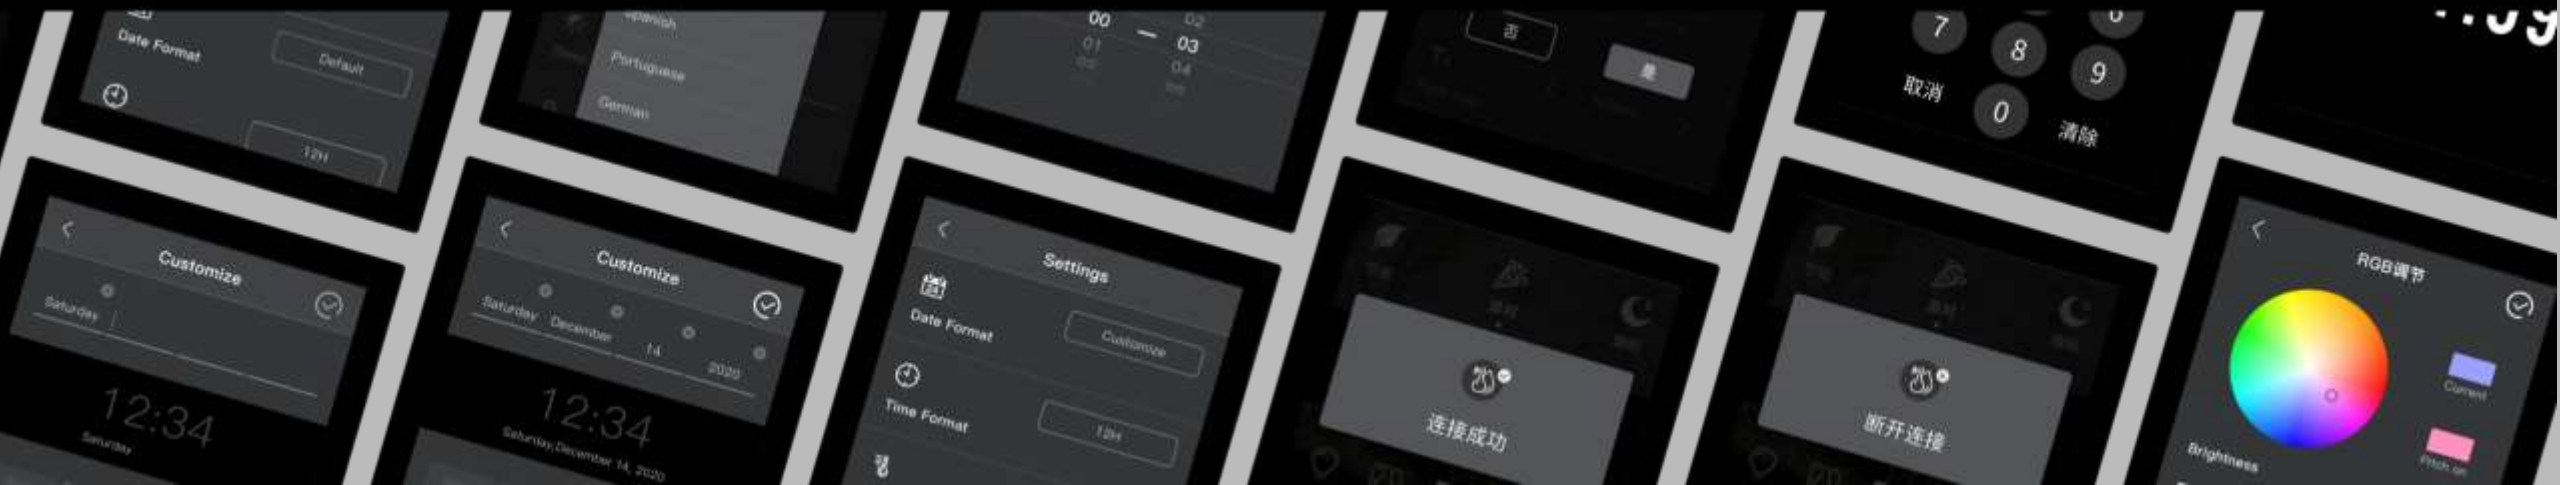 Date Format
Default
12H
Spanish
Portuguese
German
00
03
01
02
04
否
是
7
8
9
0
取消
清除
Customize
Saturday
12:34
Saturday
Customize
Saturday
December
14
2020
12:34
Saturday,December 14, 2020
Settings
Date Format
Customize
Time Format
12H
连接成功
断开连接
RGB调节
Current
Pitch on
Brightness